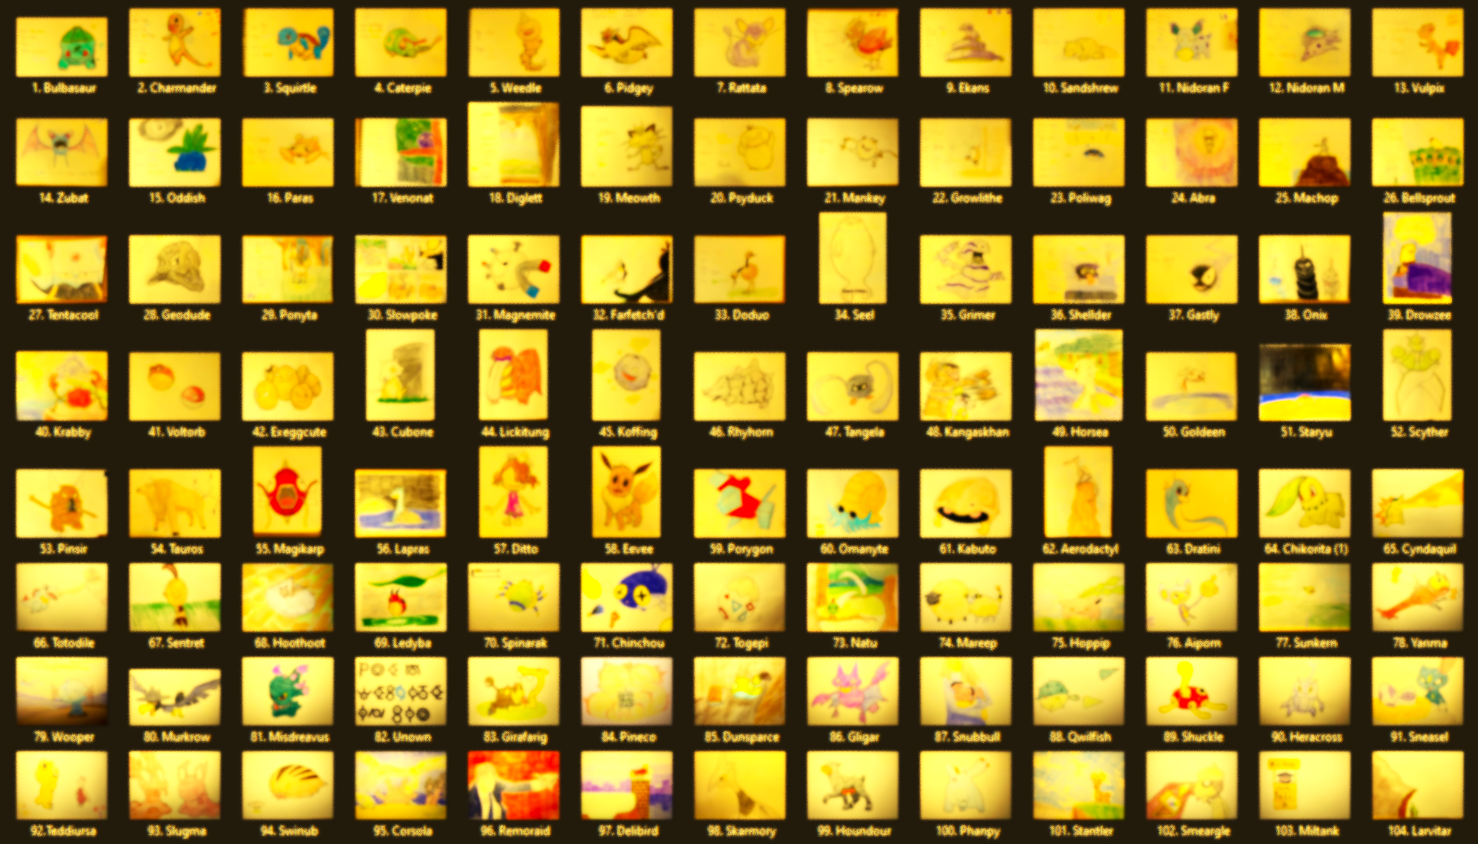 1. Bulbasaur 2. Charmander 3. Squirtle 4. Caterpie 5. Weedle 6. Pidgey 7. Rattata 8. Spearow 9. Ekans 10. Sandshrew 11. Nidoran F 12. Nidoran M 13. Vulpix
14. Zubat 15. Oddish 16. Paras 17. Venonat 18. Diglett 19. Meowth 20. Psyduck 21. Mankey 22. Growlithe 23. Poliwag 24. Abra 25. Machop 26. Bellsprout
27. Tentacool 28. Geodude 29. Ponyta 30. Slowpoke 31. Magnemite 32. Farfetch'd 33. Doduo 34. Seel 35. Grimer 36. Shellder 37. Gastly 38. Onix 39. Drowzee
40. Krabby 41. Voltorb 42. Exeggcute 43. Cubone 44. Lickitung 45. Koffing 46. Rhyhorn 47. Tangela 48. Kangaskhan 49. Horsea 50. Goldeen 51. Staryu 52. Scyther
53. Pinsir 54. Tauros 55. Magikarp 56. Lapras 57. Ditto 58. Eevee 59. Porygon 60. Omanyte 61. Kabuto 62. Aerodactyl 63. Dratini 64. Chikorita (1) 65. Cyndaquil
66. Totodile 67. Sentret 68. Hoothoot 69. Ledyba 70. Spinarak 71. Chinchou 72. Togepi 73. Natu 74. Mareep 75. Hoppip 76. Aipom 77. Sunkern 78. Yanma
79. Wooper 80. Murkrow 81. Misdreavus 82. Unown 83. Girafarig 84. Pineco 85. Dunsparce 86. Gligar 87. Snubbull 88. Qwilfish 89. Shuckle 90. Heracross 91. Sneasel
92.Teddiursa 93. Slugma 94. Swinub 95. Corsola 96. Remoraid 97. Delibird 98. Skarmory 99. Houndour 100. Phanpy 101. Stantler 102. Smeargle 103. Miltank 104. Larvitar